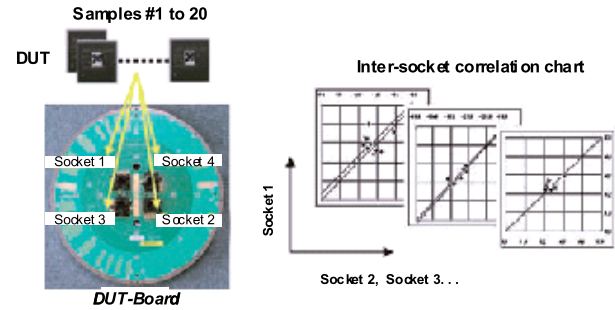 Samples #1 to 20
DUT
Inter-socket correlation chart
Socket 1
Socket 4
Socket 3
Socket 2
DUT-Board
Socket 1
Socket 2, Socket 3. . .